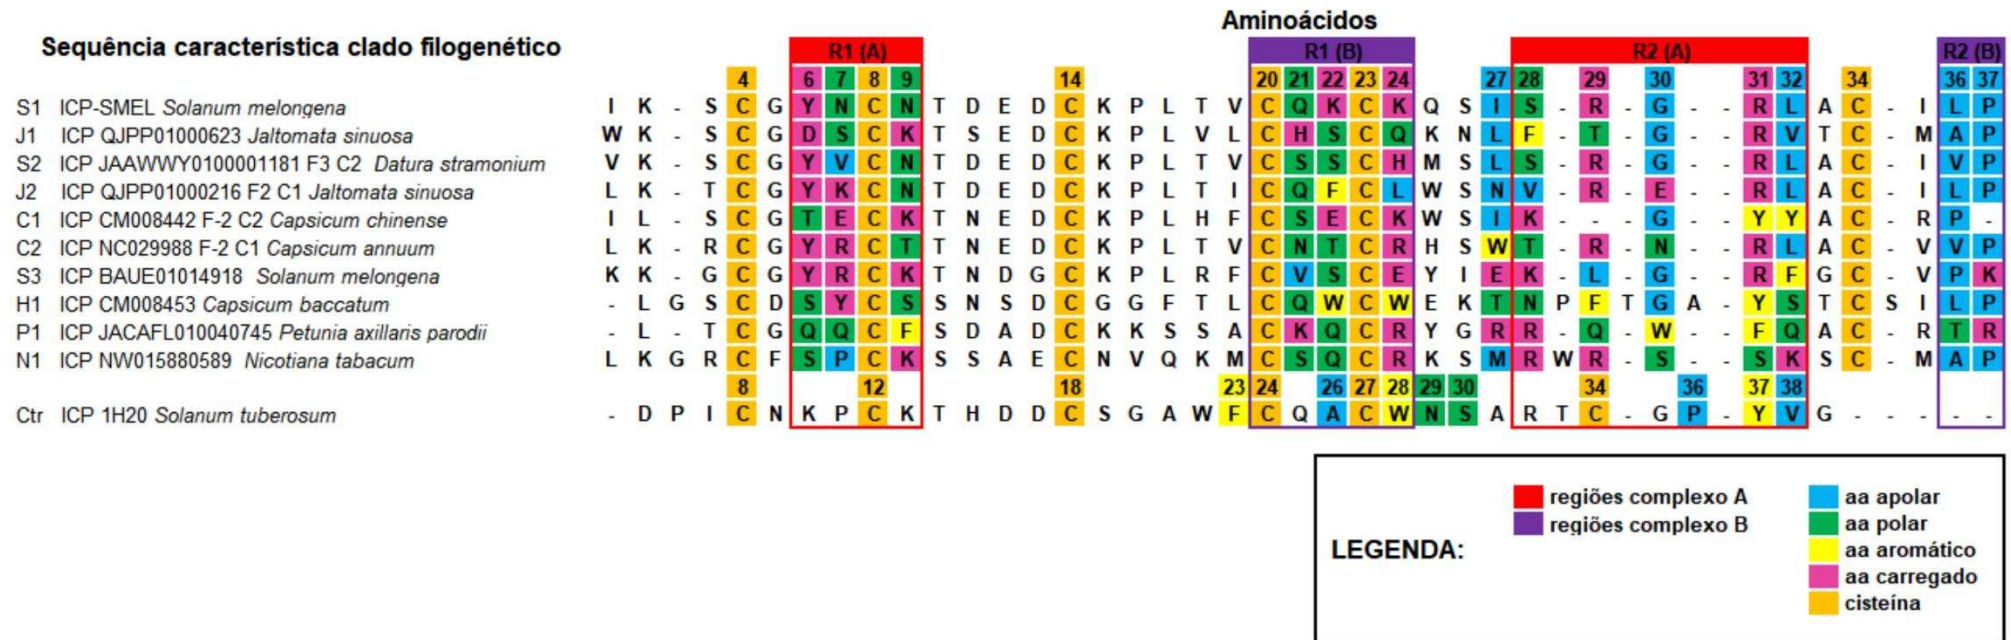 Aminoácidos
Sequência característica clado filogenético
R1 (A) R1 (B) R2 (A) R2 (B)
4 6 7 8 9 14 20 21 22 23 24 27 28 29 30 31 32 34 36 37
S1 ICP-SMEL Solanum melongena I K - S C G Y N C N T D E D C K P L T V C Q K C K Q S I S - R - G - - R L A C - I L P
J1 ICP QJPP01000623 Jaltomata sinuosa W K - S C G D S C K T S E D C K P L V L C H S C Q K N L F - T - G - - R V T C - M A P
S2 ICP JAAWWY0100001181 F3 C2 Datura stramonium V K - S C G Y V C N T D E D C K P L T V C S S C H M S L S - R - G - - R L A C - I V P
J2 ICP QJPP01000216 F2 C1 Jaltomata sinuosa L K - T C G Y K C N T D E D C K P L T I C Q F C L W S N V - R - E - - R L A C - I L P
C1 ICP CM008442 F-2 C2 Capsicum chinense I L - S C G T E C K T N E D C K P L H F C S E C K W S I K - - - G - - Y Y A C - R P -
C2 ICP NC029988 F-2 C1 Capsicum annuum L K - R C G Y R C T T N E D C K P L T V C N T C R H S W T - R - N - - R L A C - V V P
S3 ICP BAUE01014918 Solanum melongena K K - G C G Y R C K T N D G C K P L R F C V S C E Y I E K - L - G - - R F G C - V P K
H1 ICP CM008453 Capsicum baccatum - L G S C D S Y C S S N S D C G G F T L C Q W C W E K T N P F T G A - Y S T C S I L P
P1 ICP JACAFL010040745 Petunia axillaris parodii - L - T C G Q Q C F S D A D C K K S S A C K Q C R Y G R R - Q - W - - F Q A C - R T R
N1 ICP NW015880589 Nicotiana tabacum L K G R C F S P C K S S A E C N V Q K M C S Q C R K S M R W R - S - - S K S C - M A P
8 12 18 23 24 26 27 28 29 30 34 36 37 38
Ctr ICP 1H20 Solanum tuberosum - D P I C N K P C K T H D D C S G A W F C Q A C W N S A R T C - G P - Y V G - - - - -
LEGENDA:
regiões complexo A
regiões complexo B
aa apolar
aa polar
aa aromático
aa carregado
cisteína